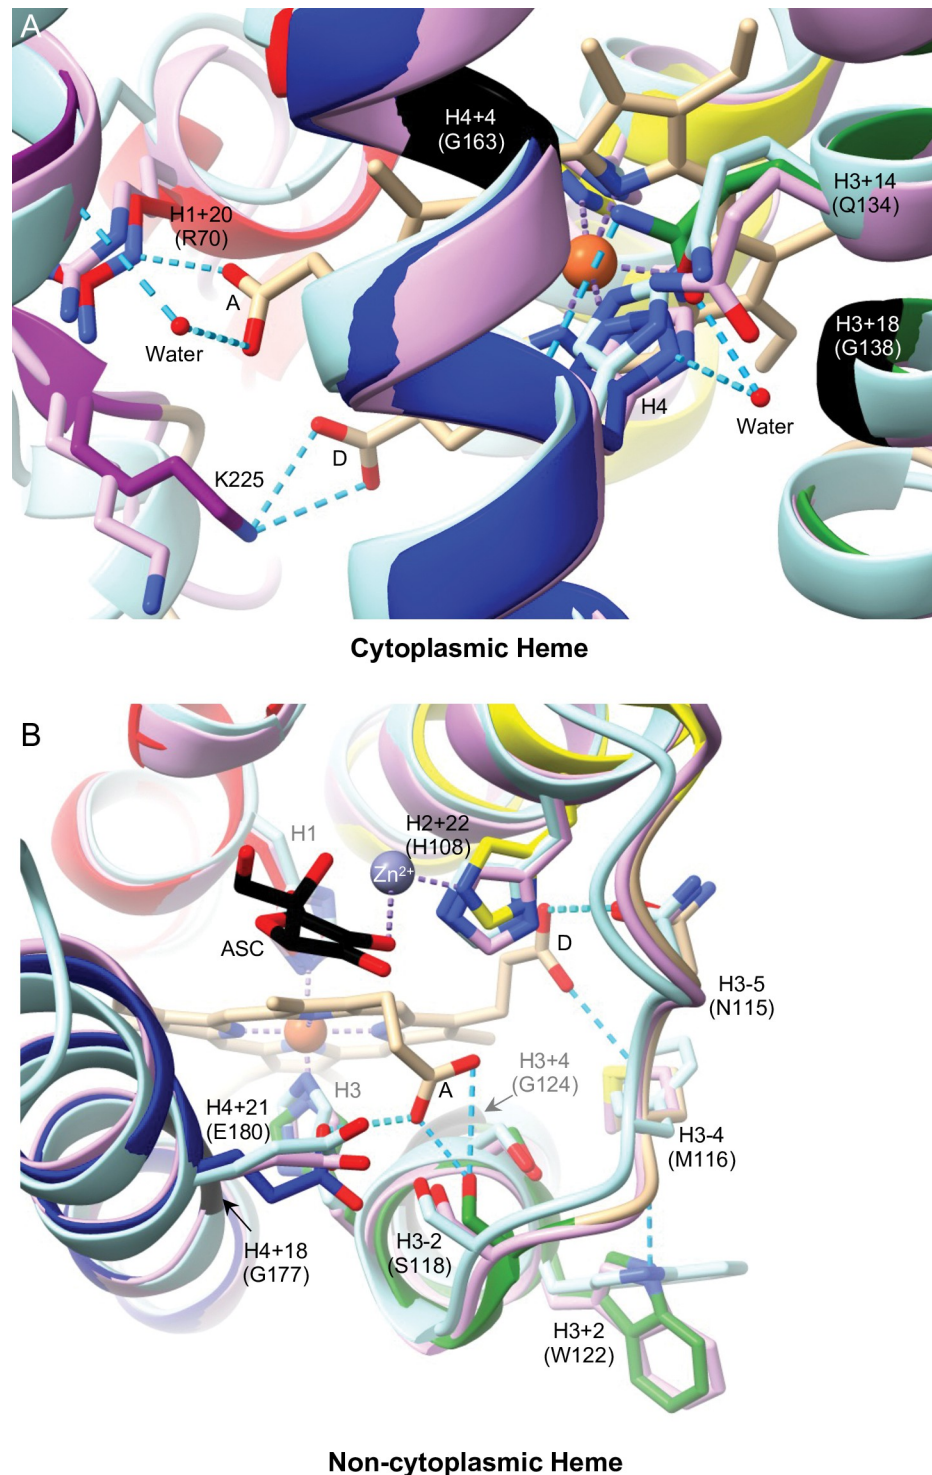 A
H4+4
(G163)
H3+14
(Q134)
H1+20
(R70)
A
Water
H3+18
(G138)
H4
Water
D
K225
Cytoplasmic Heme
B
H1
H2+22
(H108)
Zn2+
ASC
D
H3-5
(N115)
H3+4
(G124)
H3
A
H4+21
(E180)
H3-4
(M116)
H3-2
(S118)
H4+18
(G177)
H3+2
(W122)
Non-cytoplasmic Heme